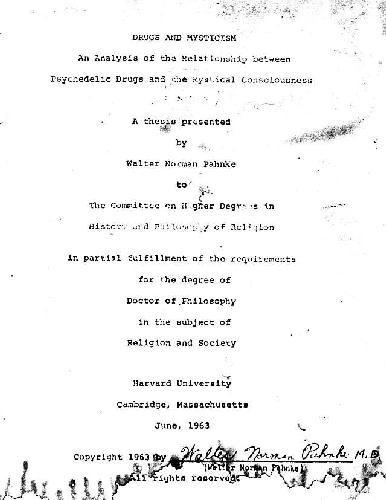 DRUGS AND MYSTICISM
An Analysis of the Relationship between
Psychedelic Drugs and the Mystical Consciousness
A thesis presented
by
Walter Norman Pahnke
to
The Committee on Higher Degrees in
History and Philosophy of Religion
in partial fulfillment of the requirements
for the degree of
Doctor of Philosophy
in the subject of
Religion and Society
Harvard University
Cambridge, Massachusetts
June, 1963
Copyright 1963 by Walter Norman Pahnke M.D
(Walter Norman Pahnke)
All rights reserved